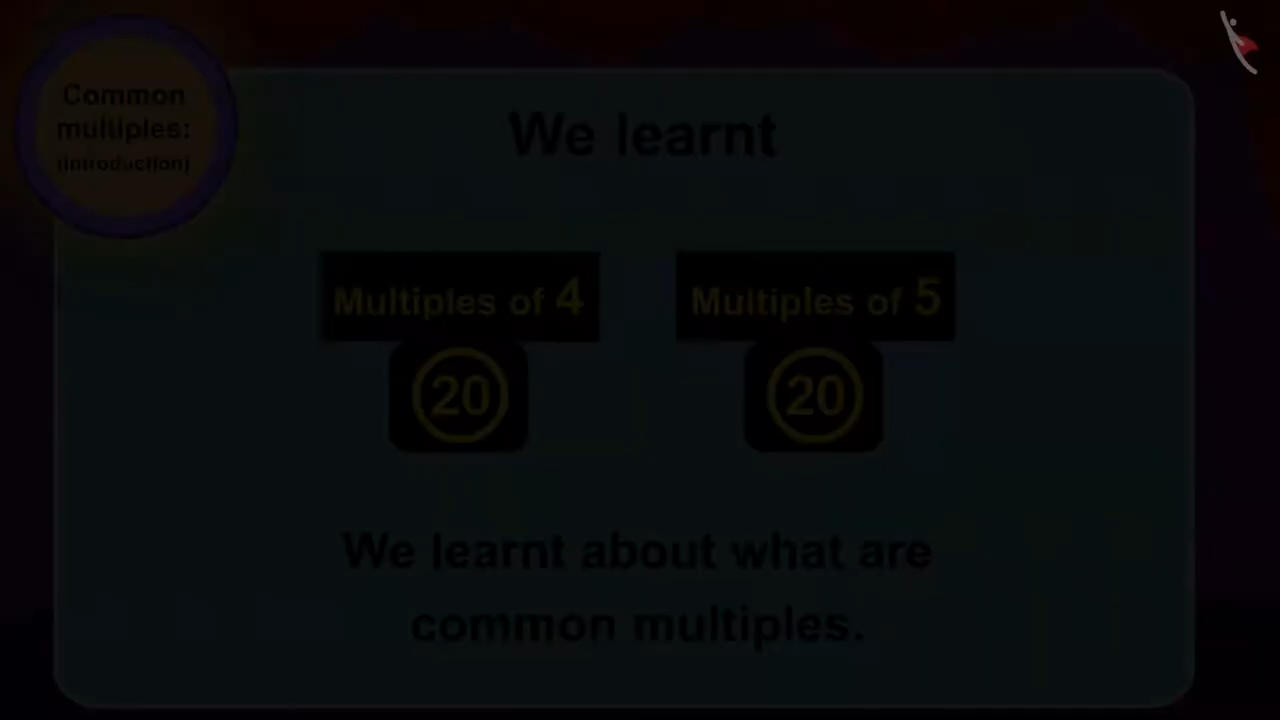 Common
multiples:
(Introduction)
We learnt
Multiples of 4
Multiples of 5
20
20
We learnt about what are
common multiples.